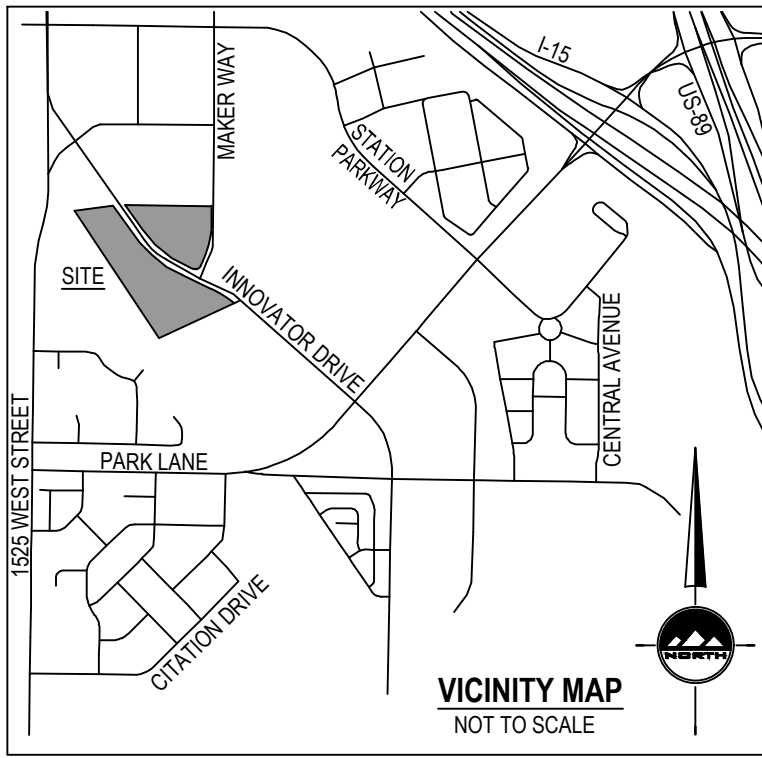 MAKER WAY
I-15
US-89
STATION
PARKWAY
SITE
INNOVATOR DRIVE
CENTRAL AVENUE
1525 WEST STREET
PARK LANE
CITATION DRIVE
NORTH
VICINITY MAP
NOT TO SCALE